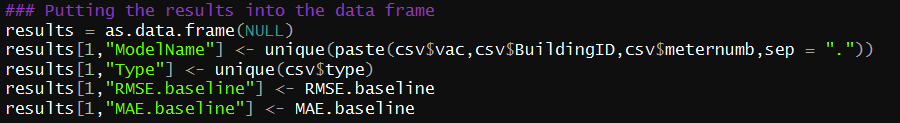 ### Putting the results into the data frame
results = as.data.frame(NULL)
results[1,"ModelName"] <- unique(paste(csv$vac,csv$BuildingID,csv$meternumb,sep = "."))
results[1,"Type"] <- unique(csv$type)
results[1,"RMSE.baseline"] <- RMSE.baseline
results[1,"MAE.baseline"] <- MAE.baseline